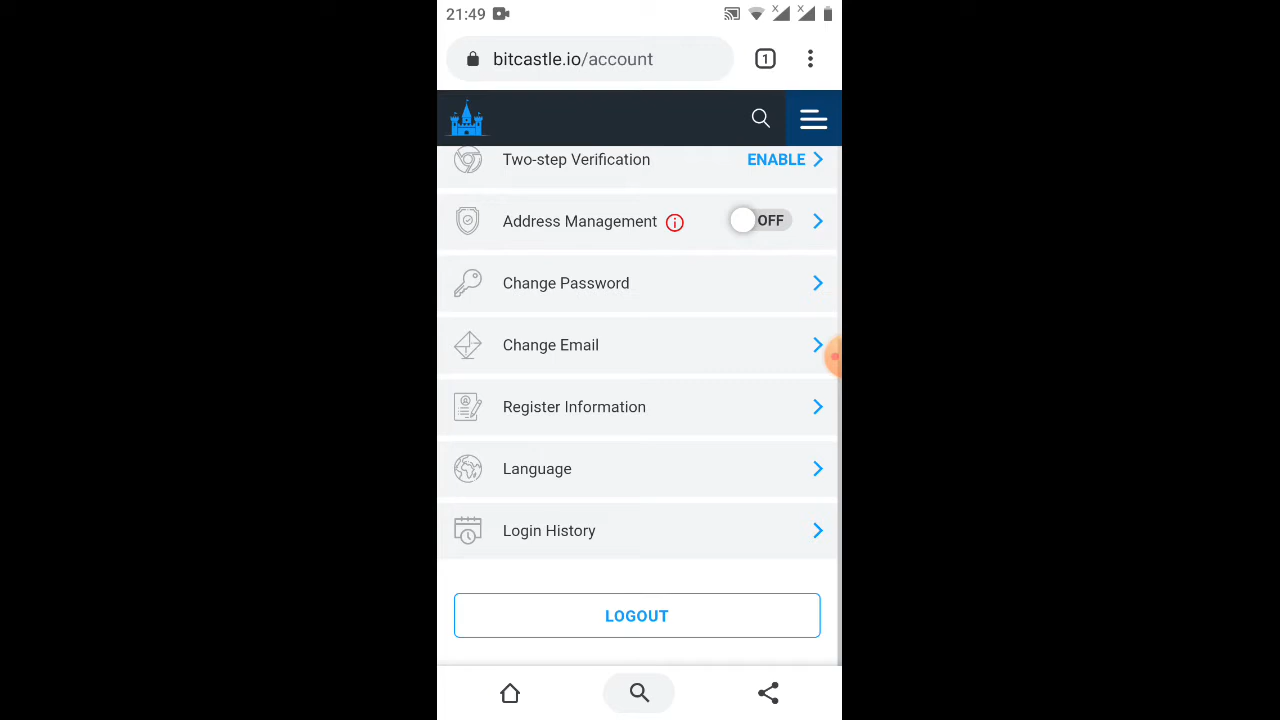 21:49
bitcastle.io/account
1
Two-step Verification ENABLE
Address Management OFF
Change Password
Change Email
Register Information
Language
Login History
LOGOUT